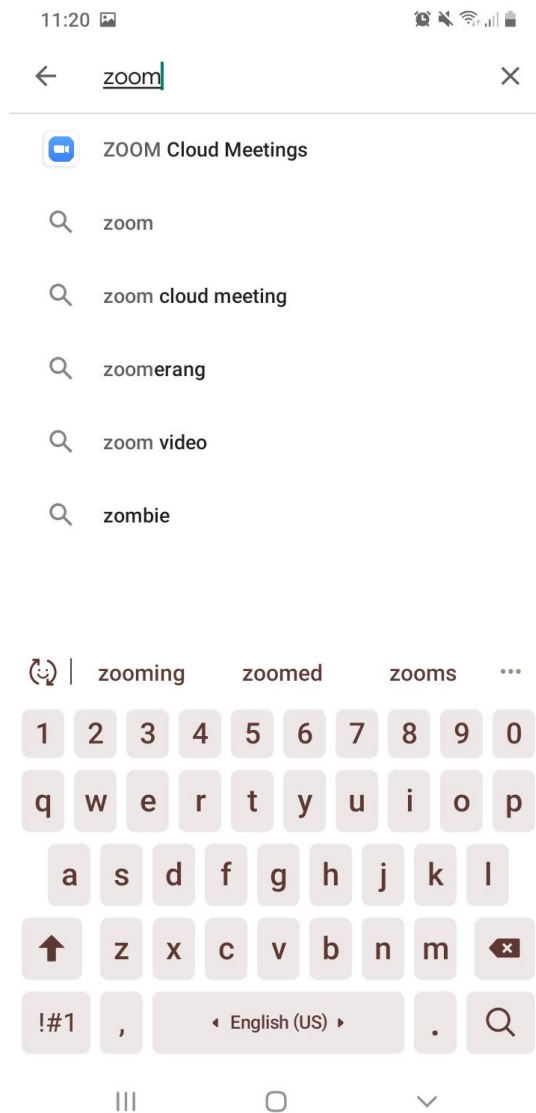 11:20
zoom
ZOOM Cloud Meetings
zoom
zoom cloud meeting
zoomerang
zoom video
zombie
zooming zoomed zooms
1 2 3 4 5 6 7 8 9 0
q w e r t y u i o p
a s d f g h j k l
z x c v b n m
!#1 , English (US) .